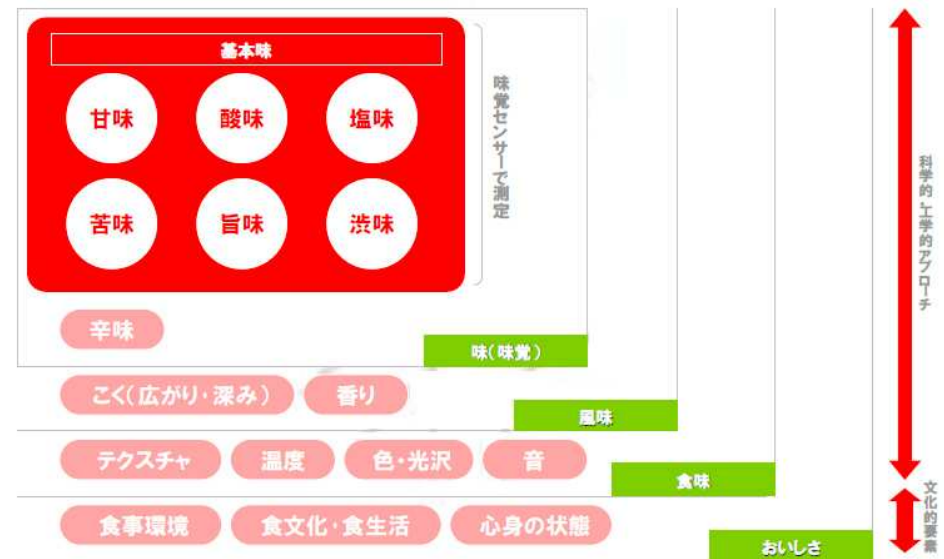 基本味
甘味 酸味 塩味
苦味 旨味 渋味
味覚センサーで測定
辛味
味(味覚)
こく(広がり・深み) 香り
風味
テクスチャ 温度 色・光沢 音
食味
食事環境 食文化・食生活 心身の状態
おいしさ
科学的・工学的アプローチ
文化的要素